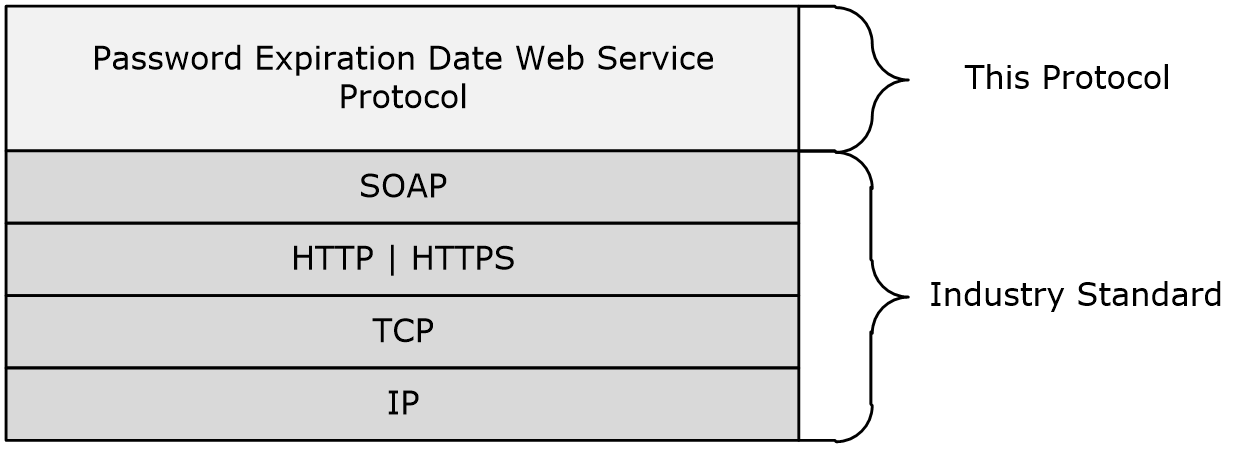 Password Expiration Date Web Service
Protocol
This Protocol
SOAP
HTTP | HTTPS
TCP
IP
Industry Standard